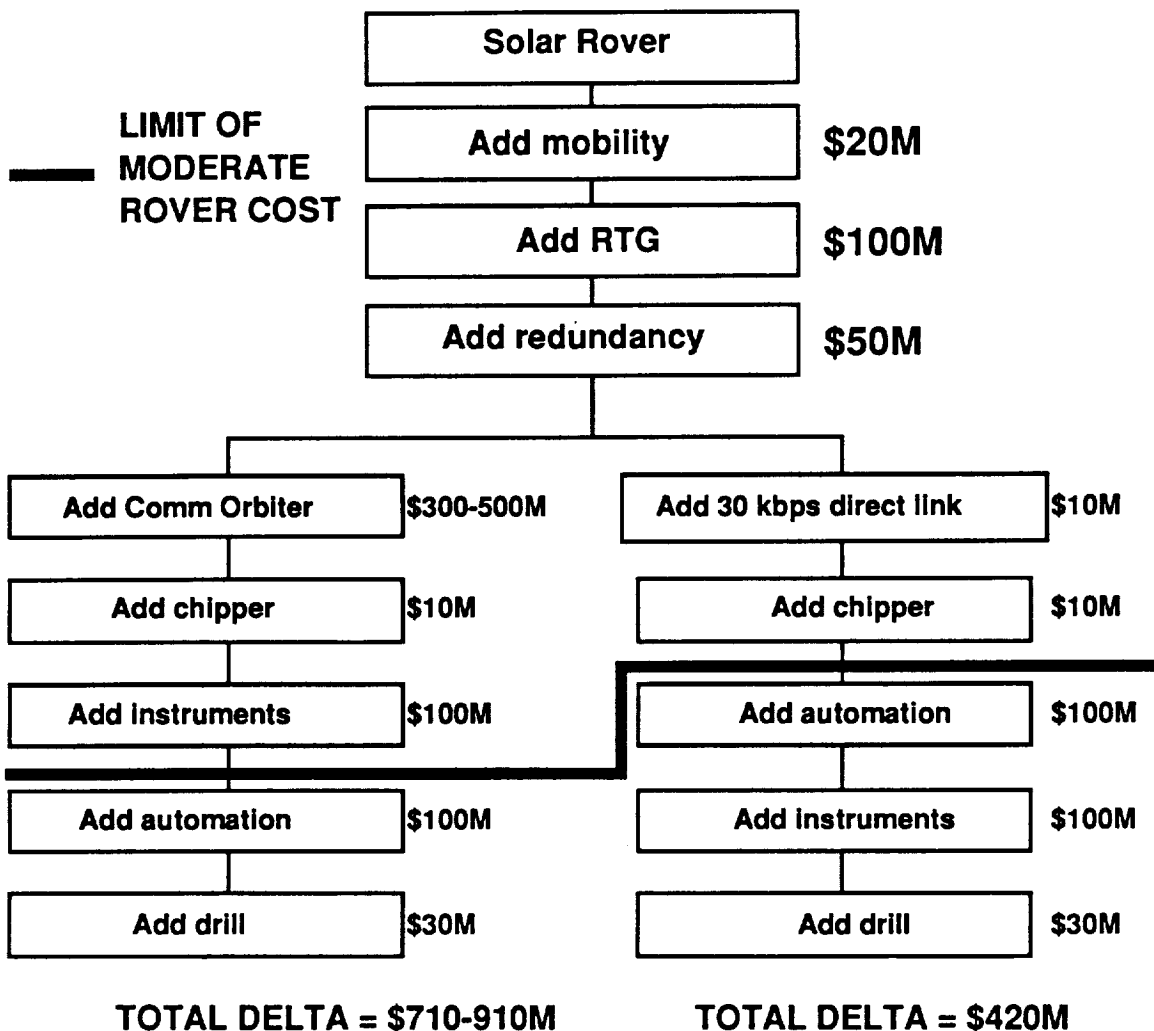 Solar Rover
LIMIT OF
MODERATE
ROVER COST
Add mobility $20M
Add RTG $100M
Add redundancy $50M
Add Comm Orbiter $300-500M
Add chipper $10M
Add instruments $100M
Add automation $100M
Add drill $30M
TOTAL DELTA = $710-910M
Add 30 kbps direct link $10M
Add chipper $10M
Add automation $100M
Add instruments $100M
Add drill $30M
TOTAL DELTA = $420M